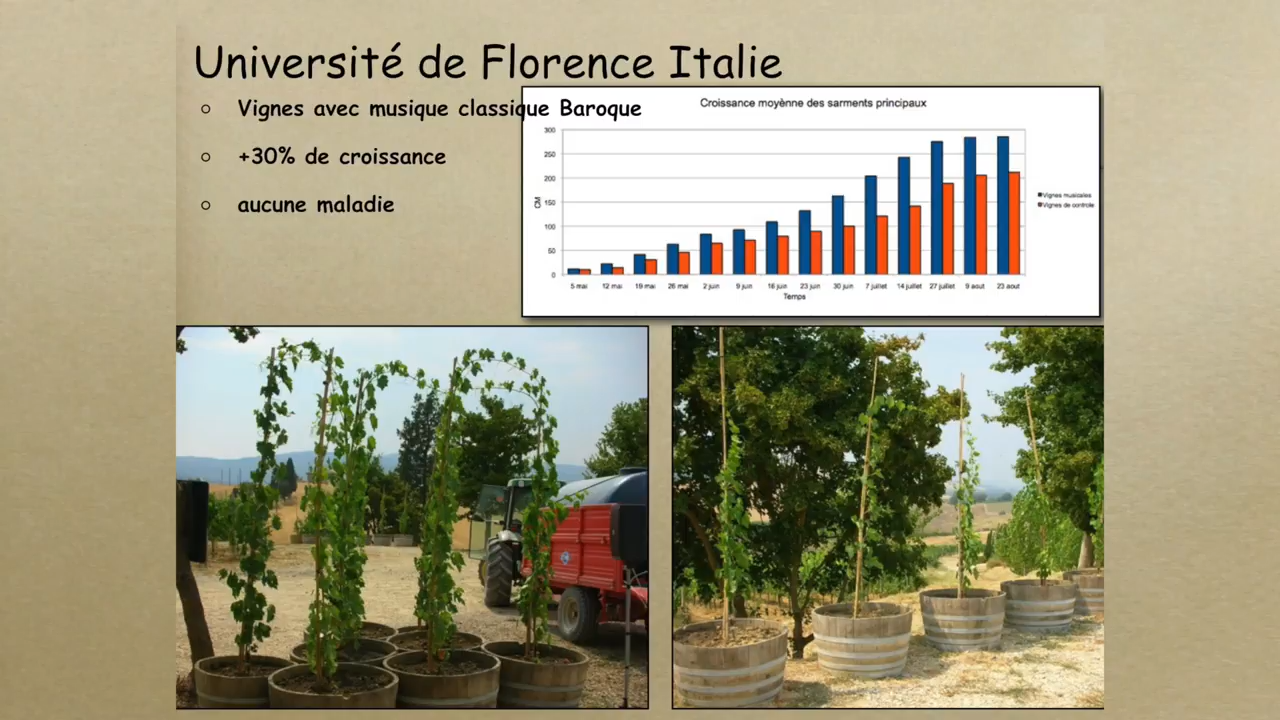 Université de Florence Italie
Vignes avec musique classique Baroque
+30% de croissance
aucune maladie
Croissance moyènne des sarments principaux
300
250
200
150
100
50
0
CM
5 mai 12 mai 19 mai 26 mai 2 juin 9 juin 16 juin 23 juin 30 juin 7 juillet 14 juillet 27 juillet 9 aout 23 aout
Temps
Vignes musicales
Vignes de controle